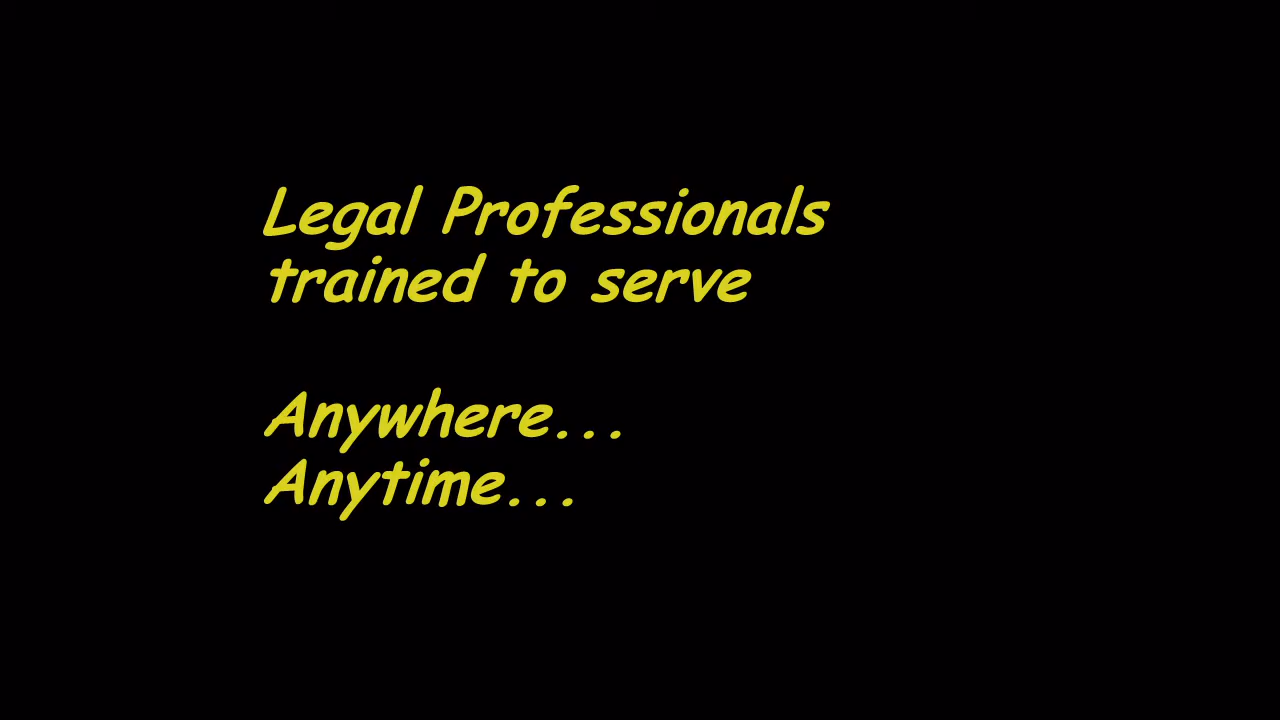 Legal Professionals
trained to serve
Anywhere...
Anytime...